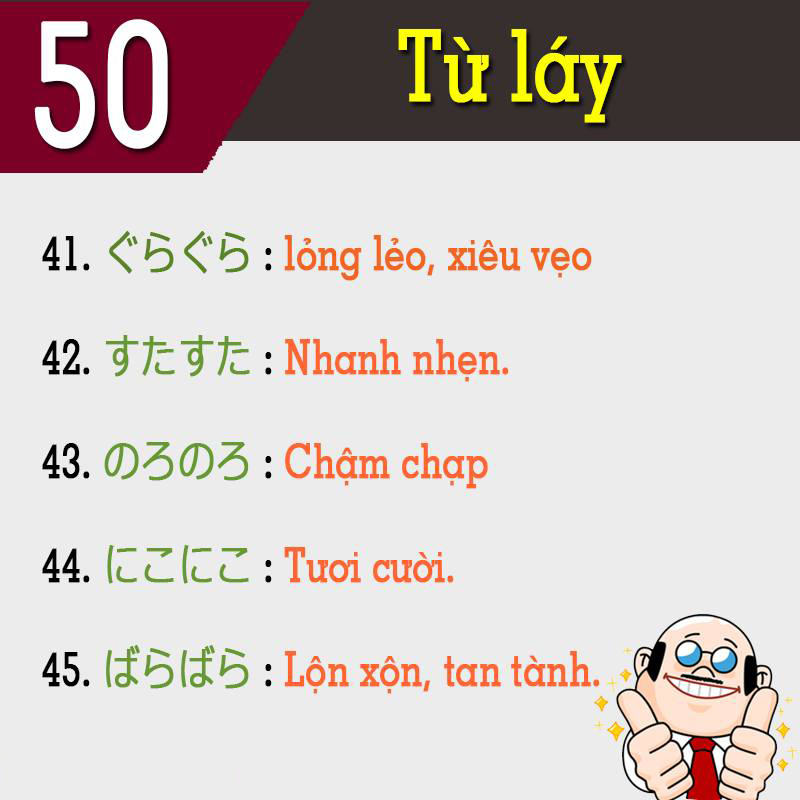 50
Từ láy
41. ぐらぐら : lỏng lẻo, xiêu vẹo
42. すたすた : Nhanh nhẹn.
43. のろのろ : Chậm chạp
44. にこにこ : Tươi cười.
45. ばらばら : Lộn xộn, tan tành.